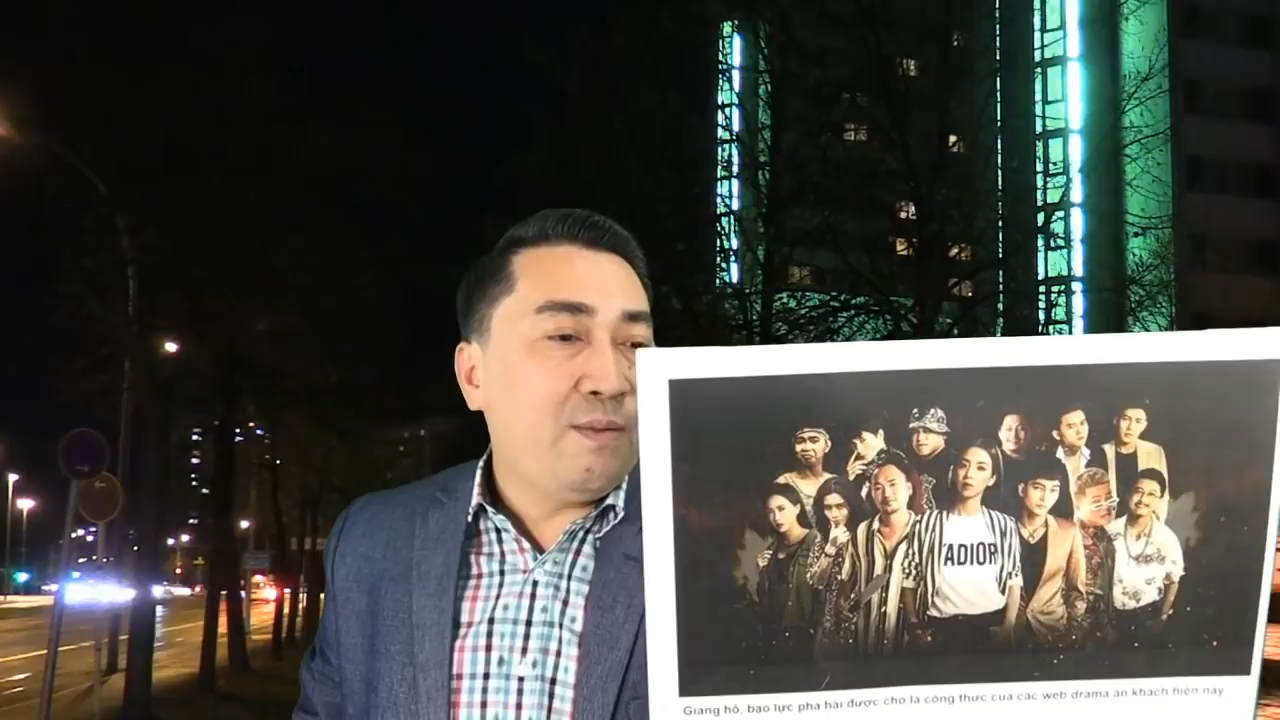 'ADIOR
Giang hồ, bạo lực pha hài được cho là công thức của các web drama ăn khách hiện nay